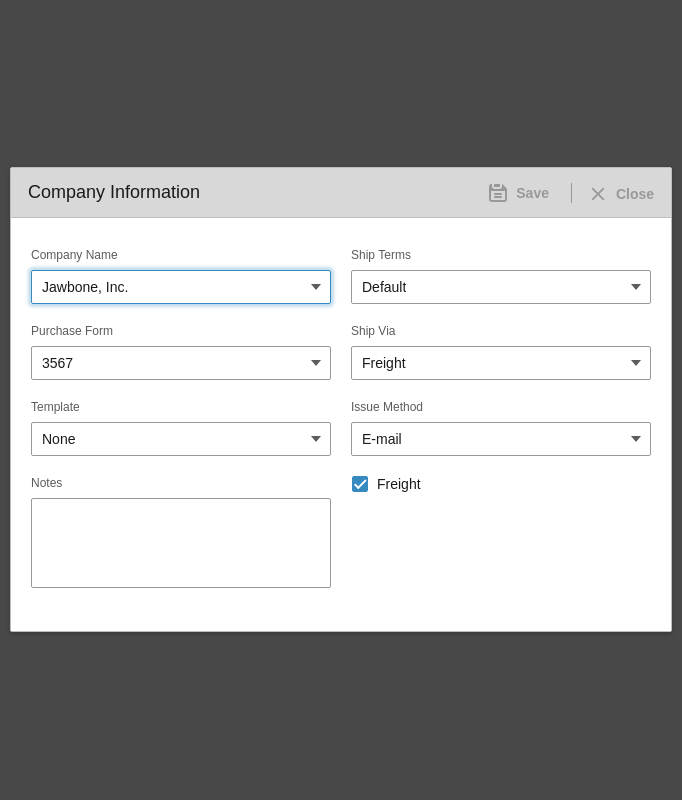 Company Information
Save
Close
Company Name
Ship Terms
Jawbone, Inc.
Default
Purchase Form
Ship Via
3567
Freight
Template
Issue Method
None
E-mail
Notes
Freight